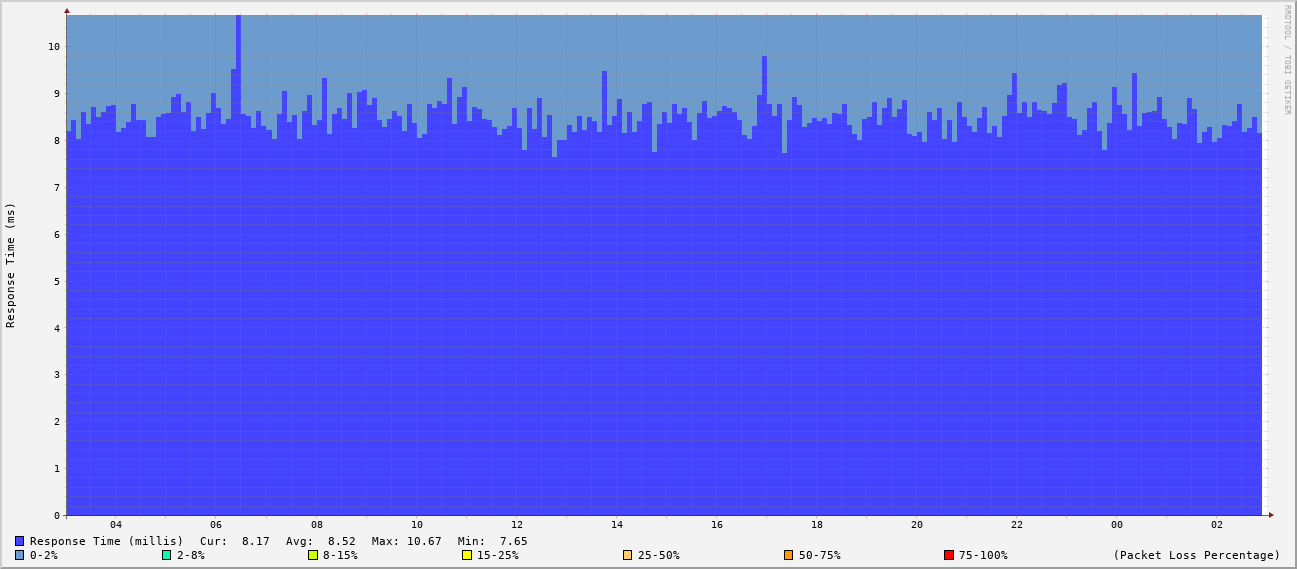 RRDTOOL / TOBI OETIKER
Response Time (ms)
10
9
8
7
6
5
4
3
2
1
0
04 06 08 10 12 14 16 18 20 22 00 02
Response Time (millis) Cur: 8.17 Avg: 8.52 Max: 10.67 Min: 7.65
0-2% 2-8% 8-15% 15-25% 25-50% 50-75% 75-100% (Packet Loss Percentage)